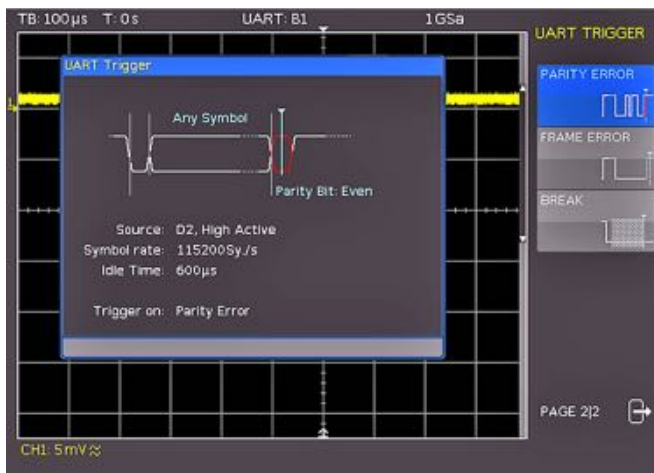 TB:100µs T:0s UART: B1 1GSa
UART TRIGGER
UART Trigger
Any Symbol
Parity Bit: Even
Source: D2, High Active
Symbol rate: 115200Sy./s
Idle Time: 600µs
Trigger on: Parity Error
PARITY ERROR
FRAME ERROR
BREAK
PAGE 2|2
1
CH1: 5mV